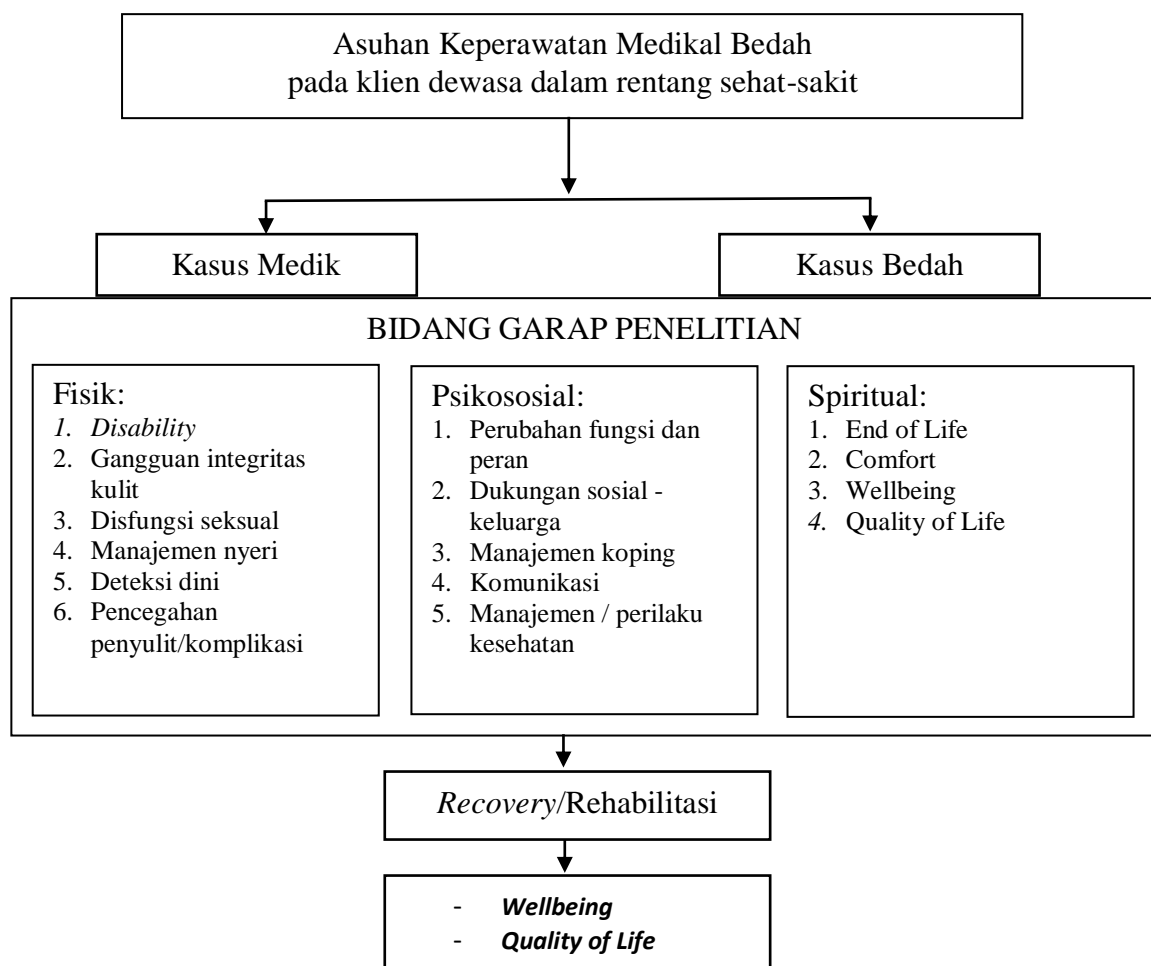 Asuhan Keperawatan Medikal Bedah
pada klien dewasa dalam rentang sehat-sakit
Kasus Medik
Kasus Bedah
BIDANG GARAP PENELITIAN
Fisik:
1. Disability
2. Gangguan integritas
kulit
3. Disfungsi seksual
4. Manajemen nyeri
5. Deteksi dini
6. Pencegahan
penyulit/komplikasi
Psikososial:
1. Perubahan fungsi dan
peran
2. Dukungan sosial -
keluarga
3. Manajemen koping
4. Komunikasi
5. Manajemen / perilaku
kesehatan
Spiritual:
1. End of Life
2. Comfort
3. Wellbeing
4. Quality of Life
Recovery/Rehabilitasi
- Wellbeing
- Quality of Life